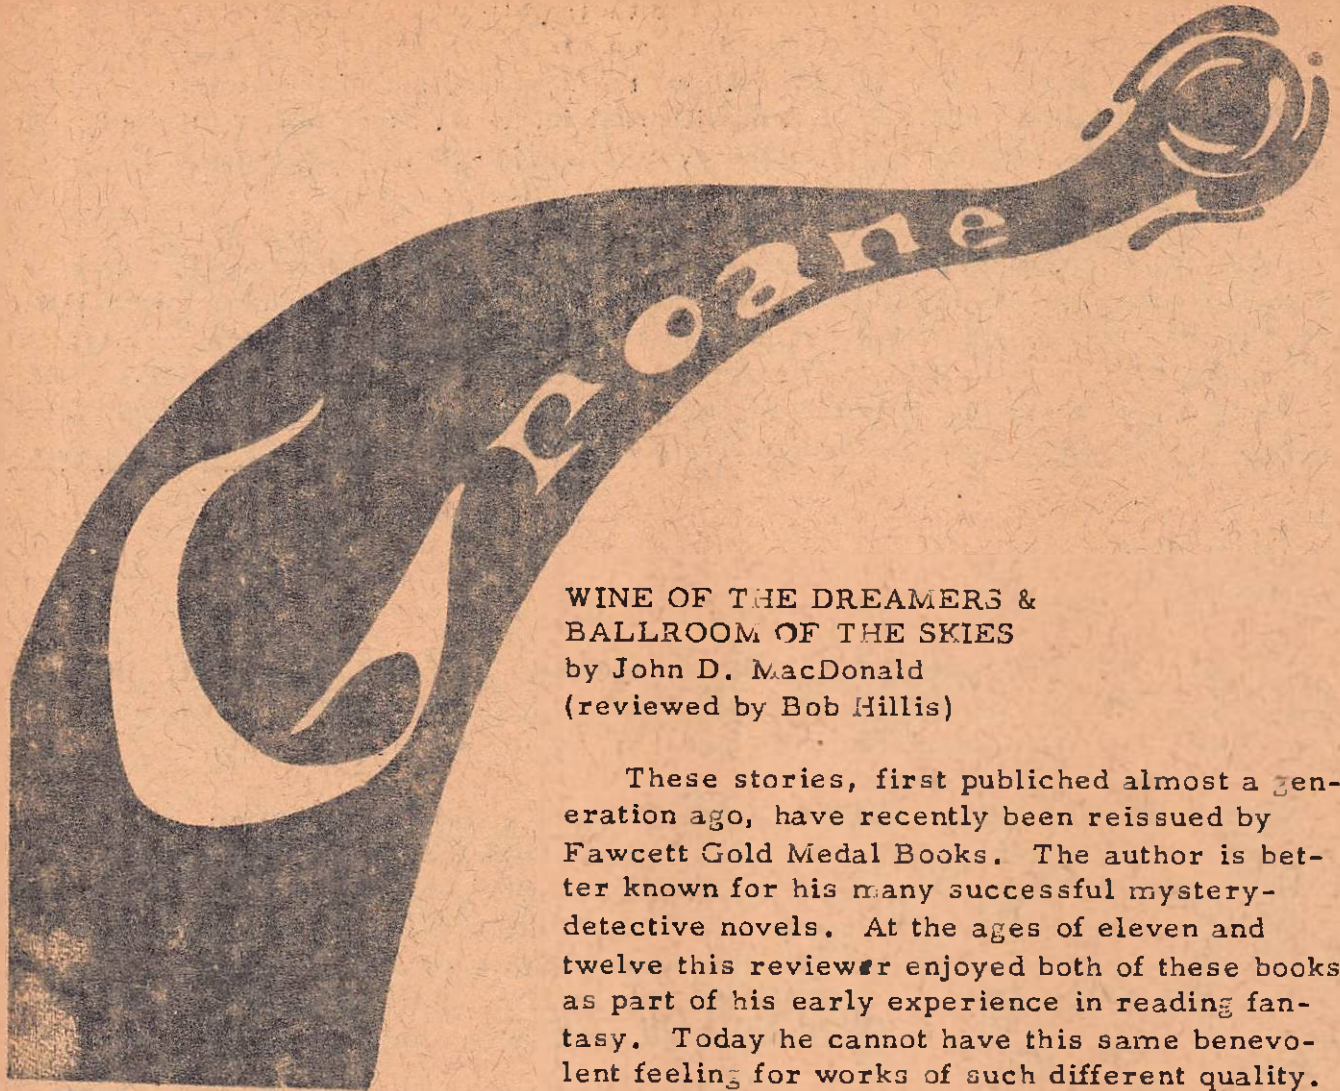 Groane
WINE OF THE DREAMERS &
BALLROOM OF THE SKIES
by John D. MacDonald
(reviewed by Bob Hillis)
These stories, first publiched almost a gen-
eration ago, have recently been reissued by
Fawcett Gold Medal Books. The author is bet-
ter known for his many successful mystery-
detective novels. At the ages of eleven and
twelve this reviewer enjoyed both of these books
as part of his early experience in reading fan-
tasy. Today he cannot have this same benevo-
lent feeling for works of such different quality.